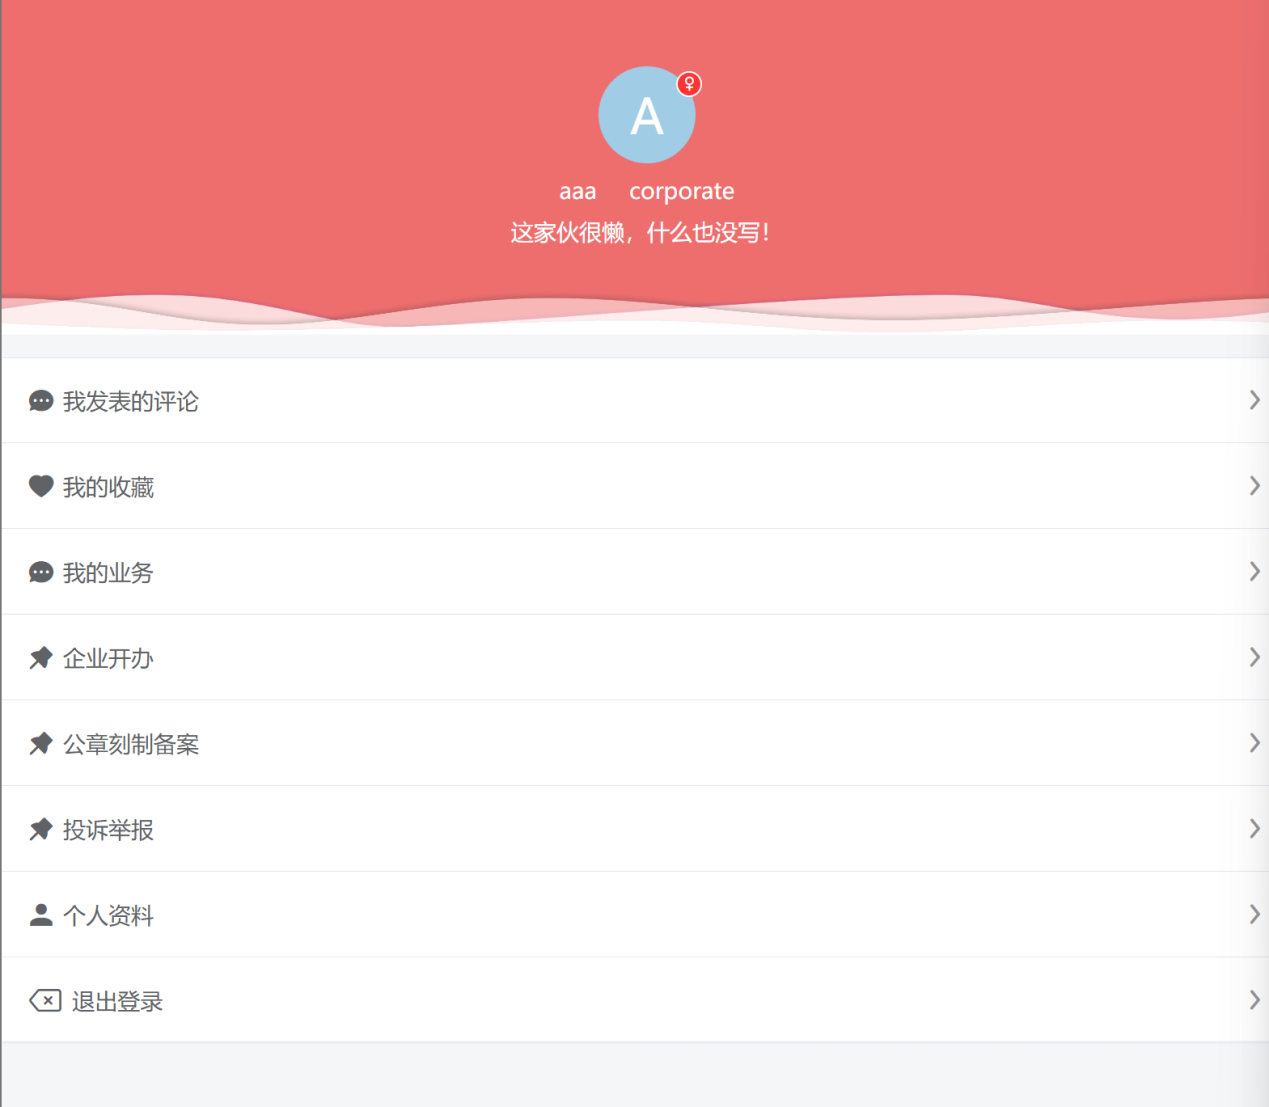 A
aaa corporate
这家伙很懒，什么也没写！
我发表的评论
我的收藏
我的业务
企业开办
公章刻制备案
投诉举报
个人资料
退出登录